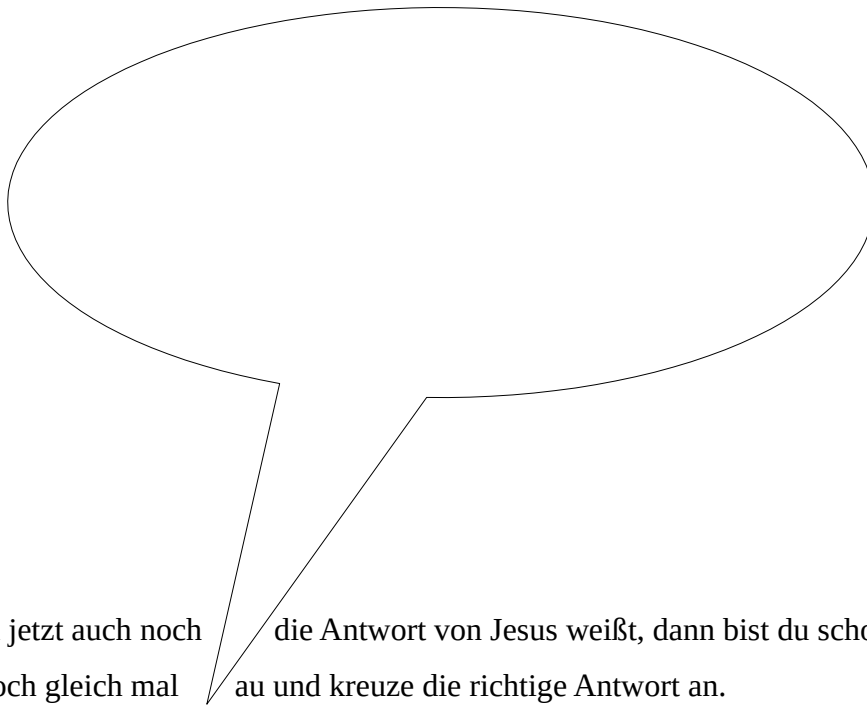 jetzt auch noch die Antwort von Jesus weißt, dann bist du scho
och gleich mal au und kreuze die richtige Antwort an.